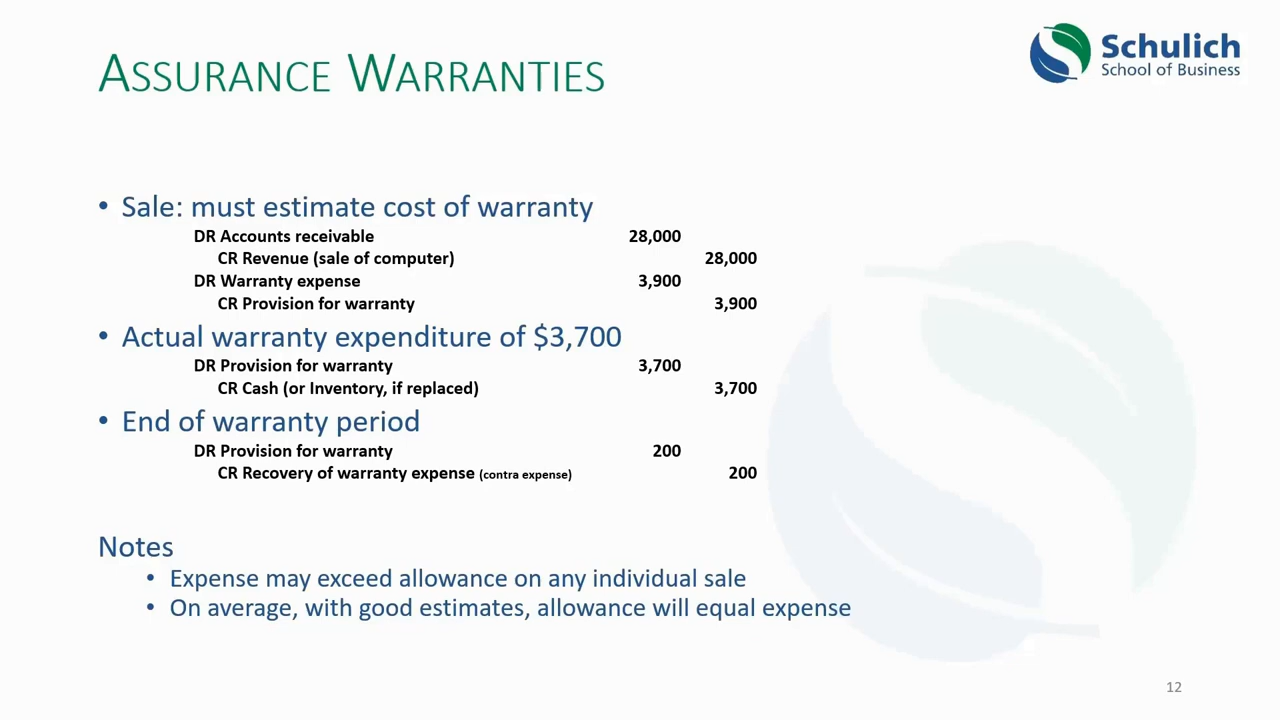 ASSURANCE WARRANTIES
Schulich
School of Business
• Sale: must estimate cost of warranty
DR Accounts receivable 28,000
CR Revenue (sale of computer) 28,000
DR Warranty expense 3,900
CR Provision for warranty 3,900
• Actual warranty expenditure of $3,700
DR Provision for warranty 3,700
CR Cash (or Inventory, if replaced) 3,700
• End of warranty period
DR Provision for warranty 200
CR Recovery of warranty expense (contra expense) 200
Notes
• Expense may exceed allowance on any individual sale
• On average, with good estimates, allowance will equal expense
12